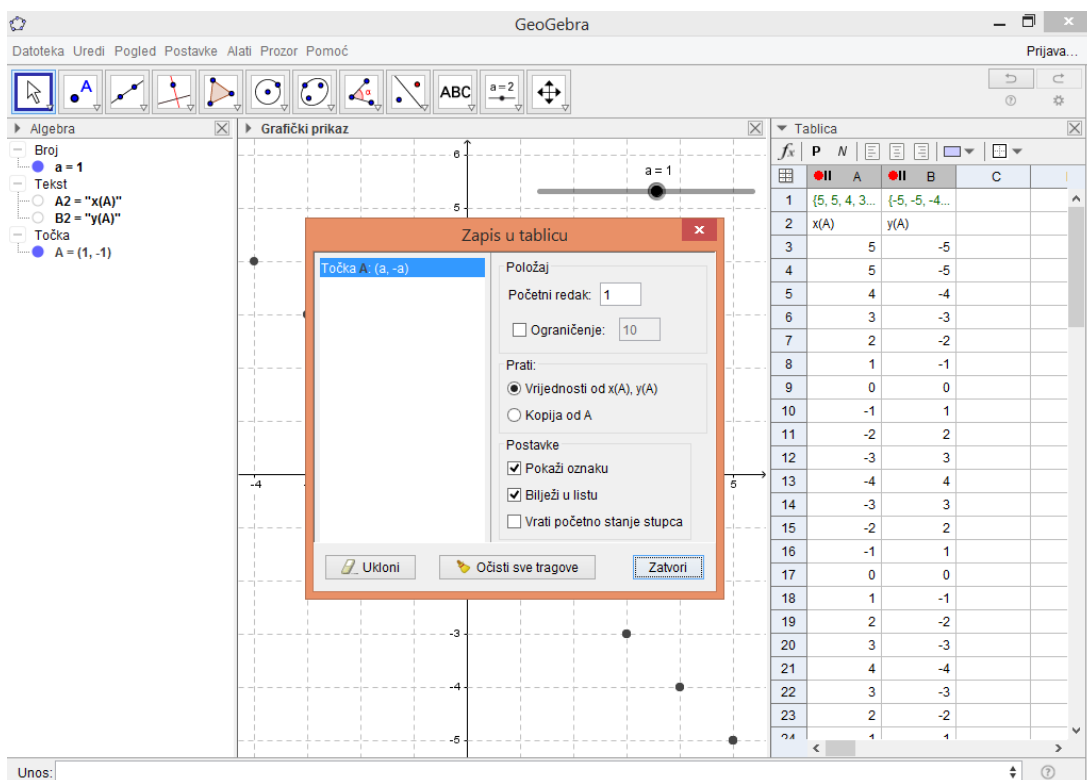 GeoGebra
Datoteka Uredi Pogled Postavke Alati Prozor Pomoć Prijava...
A α ABC a=2
Algebra
Broj
a = 1
Tekst
A2 = "x(A)"
B2 = "y(A)"
Točka
A = (1, -1)
Grafički prikaz
6
a = 1
5
-4
5
-3
-4
-5
Zapis u tablicu
Točka A: (a, -a)
Položaj
Početni redak: 1
Ograničenje: 10
Prati:
Vrijednosti od x(A), y(A)
Kopija od A
Postavke
Pokaži oznaku
Bilježi u listu
Vrati početno stanje stupca
Ukloni Očisti sve tragove Zatvori
Tablica
fx P N
A B C
1 {5, 5, 4, 3... {-5, -5, -4...
2 x(A) y(A)
3 5 -5
4 5 -5
5 4 -4
6 3 -3
7 2 -2
8 1 -1
9 0 0
10 -1 1
11 -2 2
12 -3 3
13 -4 4
14 -3 3
15 -2 2
16 -1 1
17 0 0
18 1 -1
19 2 -2
20 3 -3
21 4 -4
22 3 -3
23 2 -2
Unos: